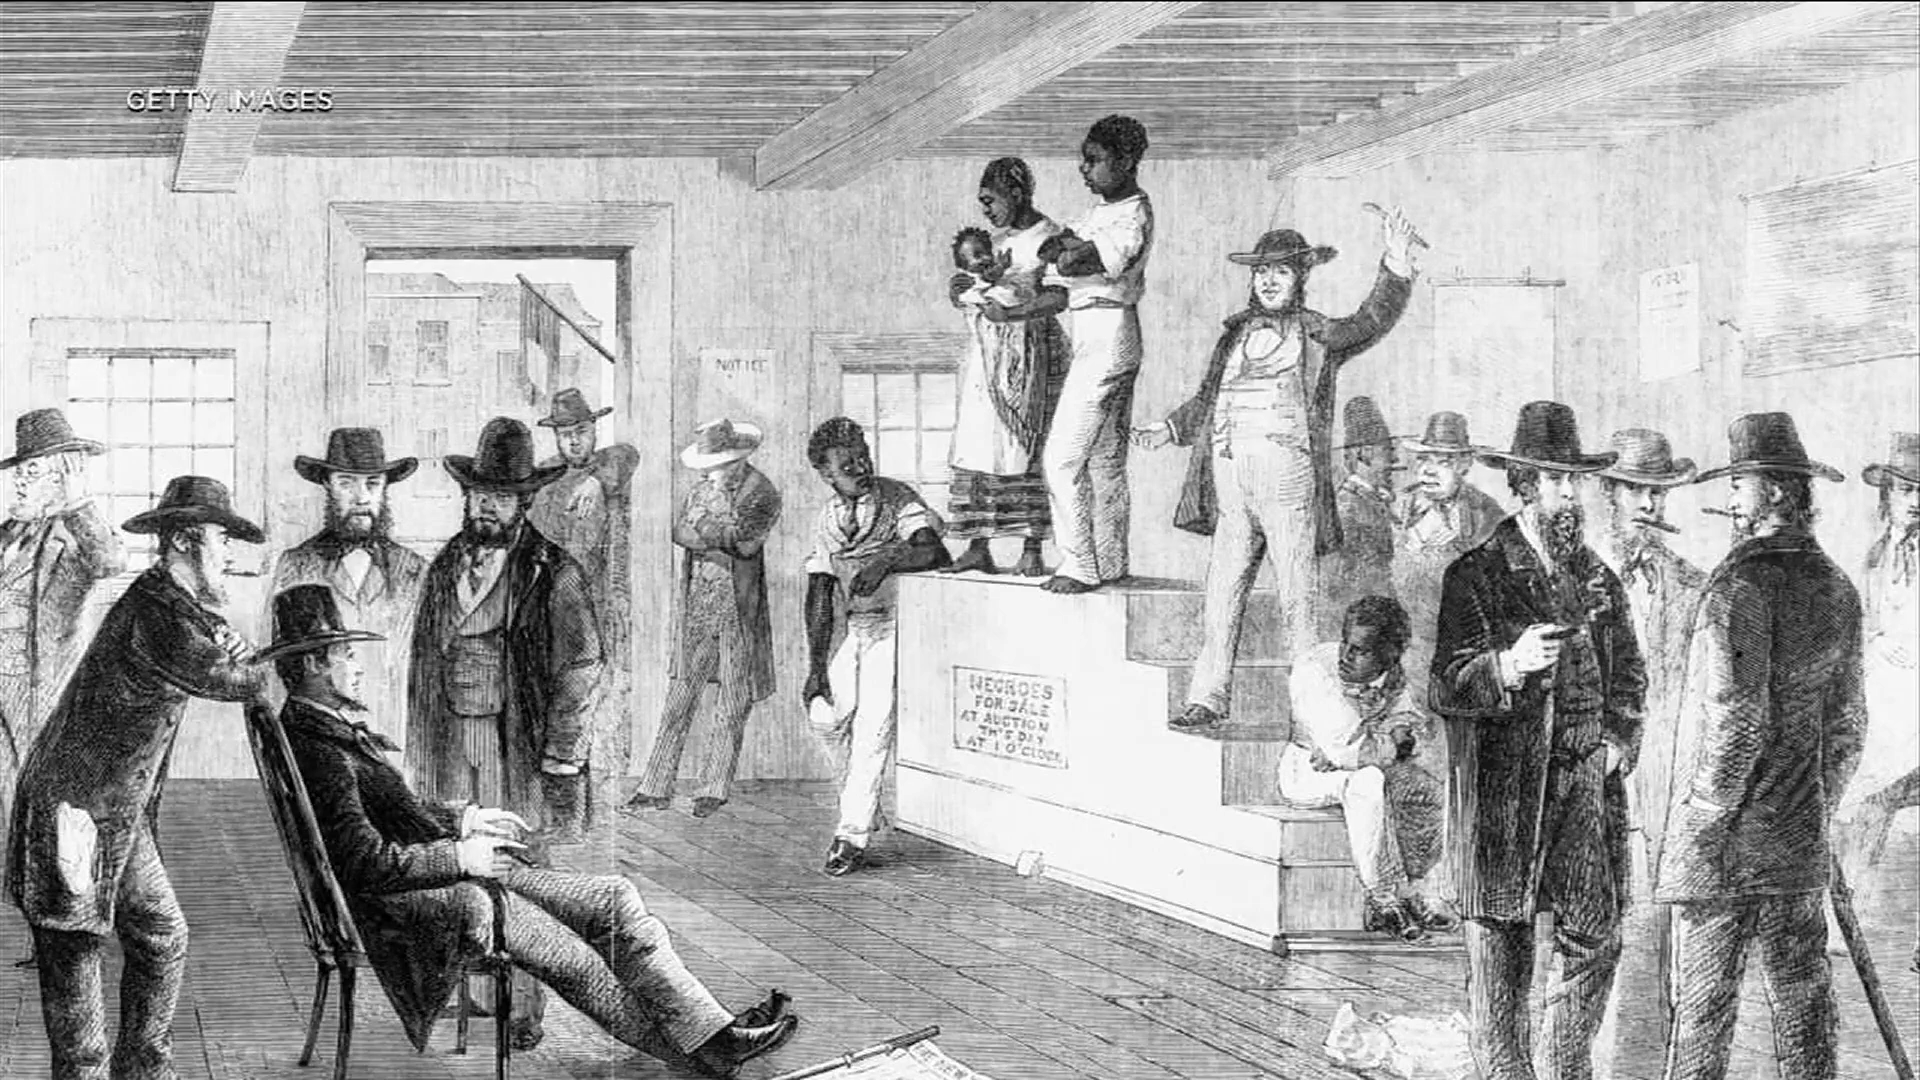 GETTY IMAGES
NOTICE
NEGROES
FOR SALE
AT AUCTION
THIS DAY
AT 1 O'CLOCK